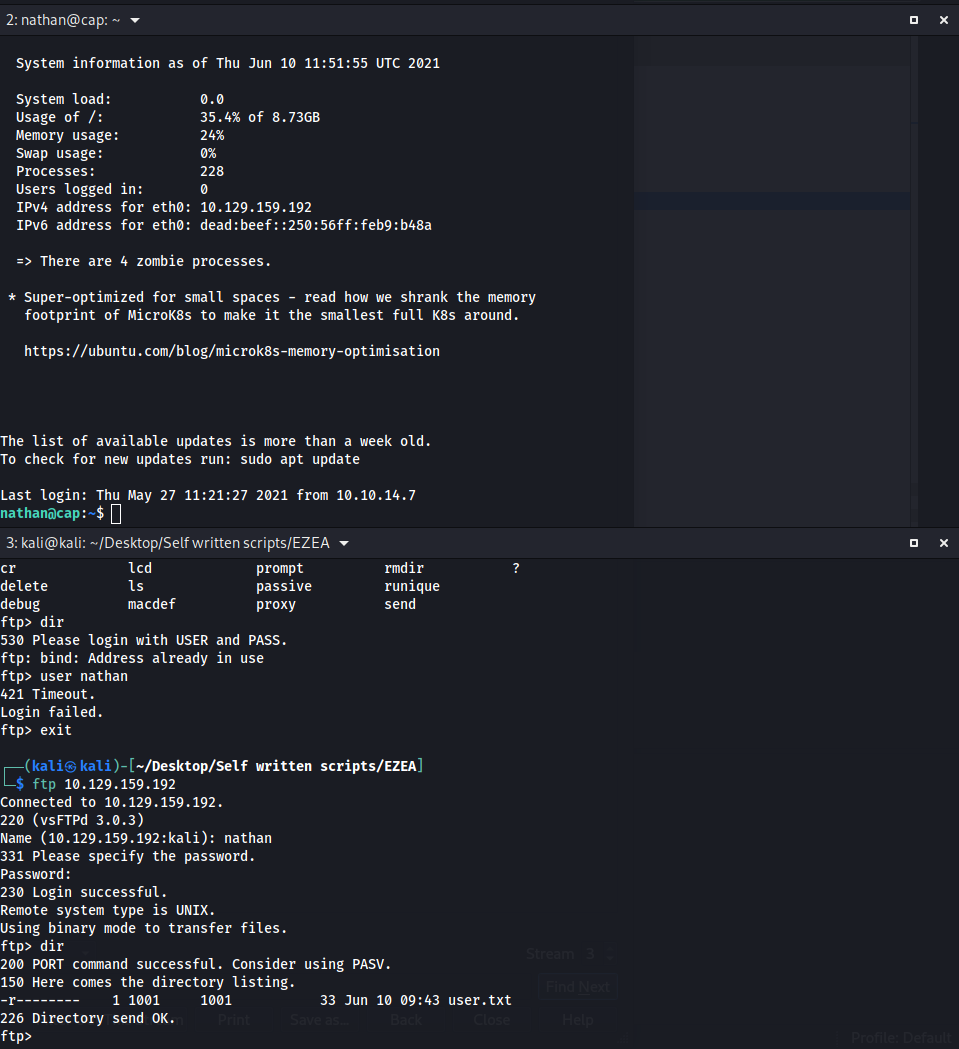 2: nathan@cap: ~
System information as of Thu Jun 10 11:51:55 UTC 2021
System load:           0.0
Usage of /:            35.4% of 8.73GB
Memory usage:          24%
Swap usage:            0%
Processes:             228
Users logged in:       0
IPv4 address for eth0: 10.129.159.192
IPv6 address for eth0: dead:beef::250:56ff:feb9:b48a
=> There are 4 zombie processes.
* Super-optimized for small spaces - read how we shrank the memory
footprint of MicroK8s to make it the smallest full K8s around.
https://ubuntu.com/blog/microk8s-memory-optimisation
The list of available updates is more than a week old.
To check for new updates run: sudo apt update
Last login: Thu May 27 11:21:27 2021 from 10.10.14.7
nathan@cap:~$
3: kali@kali: ~/Desktop/Self written scripts/EZEA
cr              lcd             prompt          rmdir           ?
delete          ls              passive         runique
debug           macdef          proxy           send
ftp> dir
530 Please login with USER and PASS.
ftp: bind: Address already in use
ftp> user nathan
421 Timeout.
Login failed.
ftp> exit
┌──(kali㉿kali)-[~/Desktop/Self written scripts/EZEA]
└─$ ftp 10.129.159.192
Connected to 10.129.159.192.
220 (vsFTPd 3.0.3)
Name (10.129.159.192:kali): nathan
331 Please specify the password.
Password:
230 Login successful.
Remote system type is UNIX.
Using binary mode to transfer files.
ftp> dir
Stream 3
200 PORT command successful. Consider using PASV.
150 Here comes the directory listing.
Find Next
-r--------    1 1001     1001           33 Jun 10 09:43 user.txt
226 Directory send OK.
Print Save as... Back Close Help
ftp>
Profile: Default